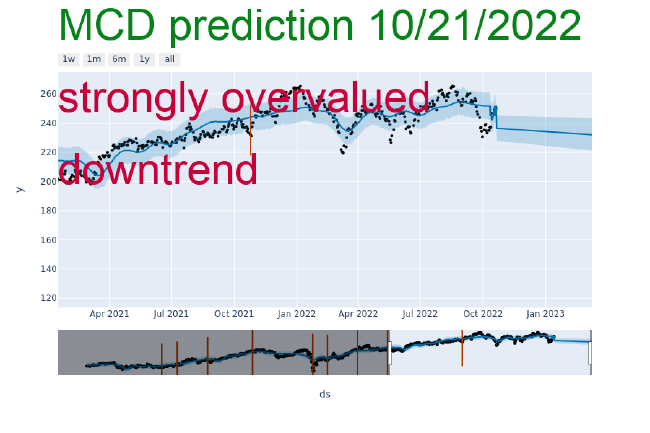 MCD prediction 10/21/2022
1w 1m 6m 1y all
strongly overvalued
downtrend
260
240
220
200
180
160
140
120
y
Apr 2021 Jul 2021 Oct 2021 Jan 2022 Apr 2022 Jul 2022 Oct 2022 Jan 2023
ds